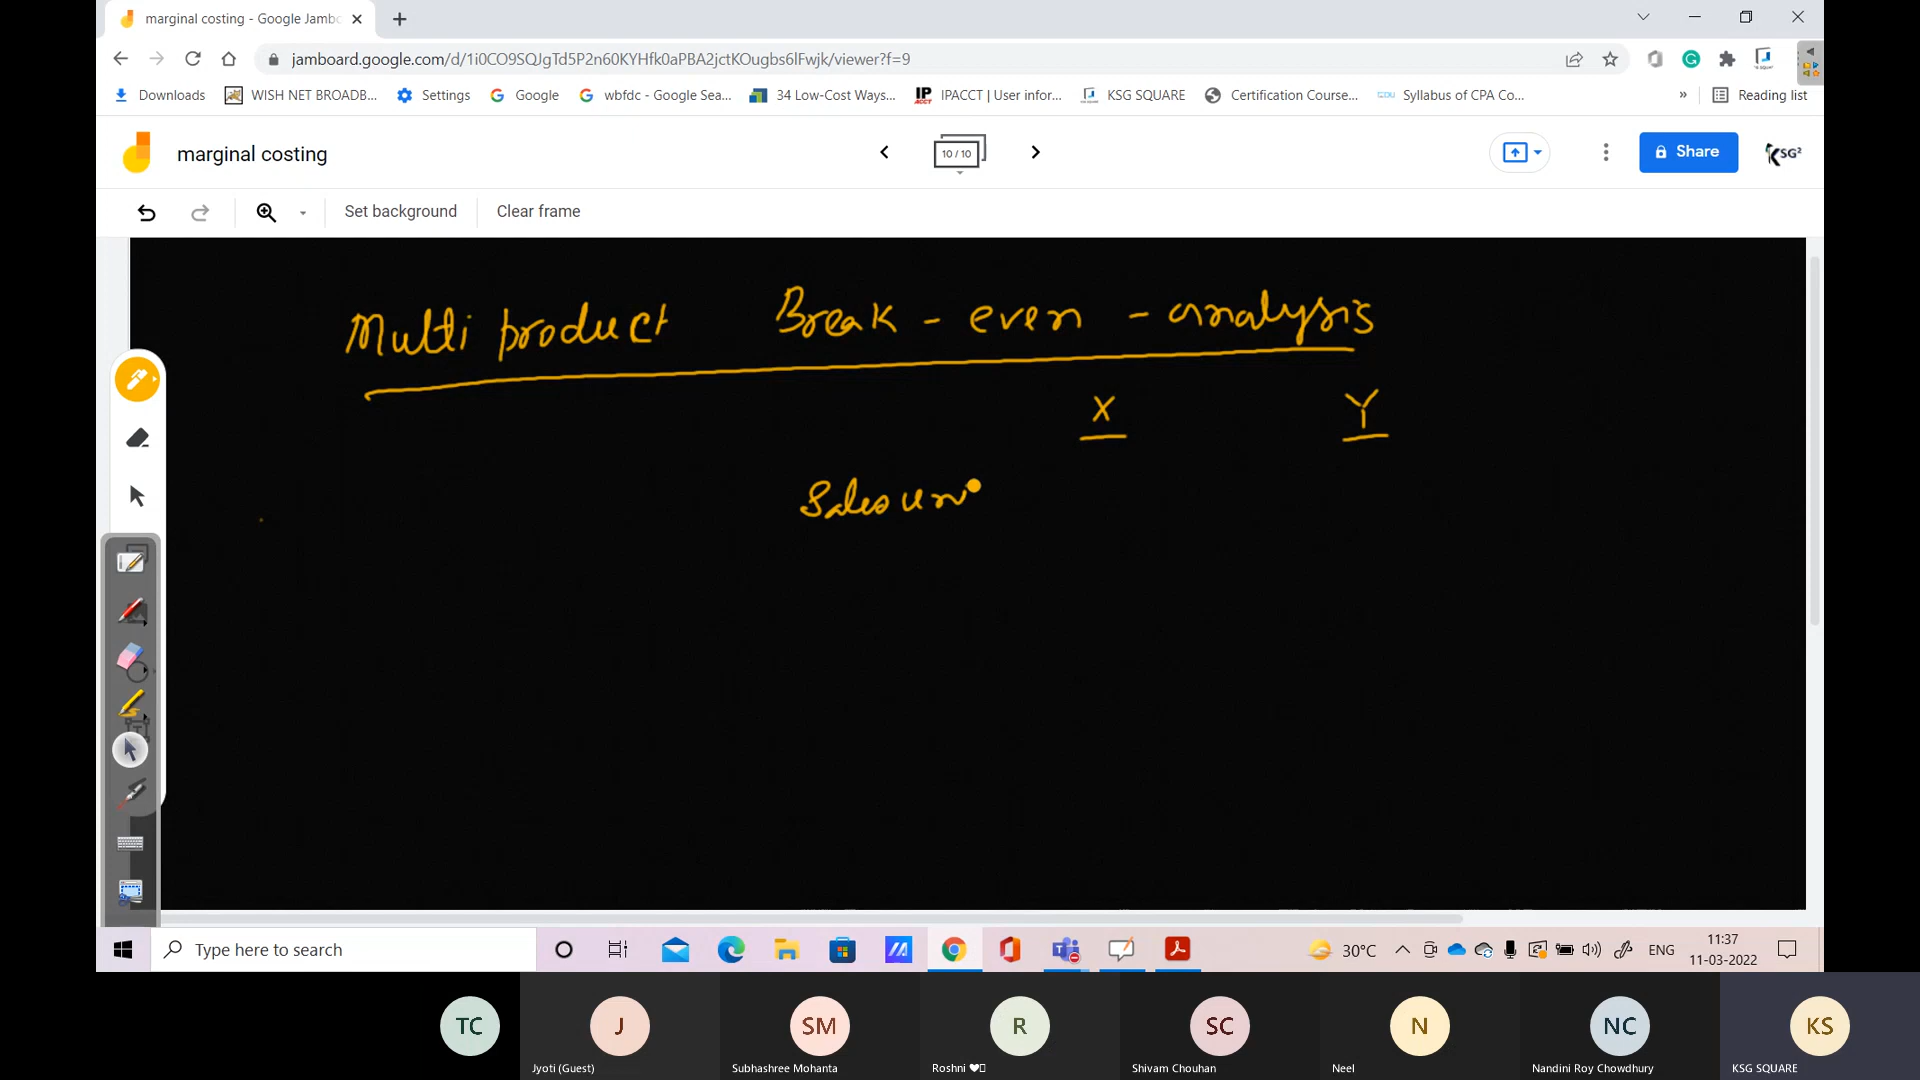 marginal costing - Google Jambo
jamboard.google.com/d/1i0CO9SQJgTd5P2n60KYHfk0aPBA2jctKOugbs6lFwjk/viewer?f=9
Downloads WISH NET BROADB... Settings Google wbfdc - Google Sea... 34 Low-Cost Ways... IPACCT | User infor... KSG SQUARE Certification Course... Syllabus of CPA Co... » Reading list
marginal costing 10 / 10 Share KSG²
Set background Clear frame
Multi product Break - even - analysis
X Y
Sales un
Type here to search 30°C ENG 11:37
11-03-2022
TC J SM R SC N NC KS
Jyoti (Guest) Subhashree Mohanta Roshni ❤ Shivam Chouhan Neel Nandini Roy Chowdhury KSG SQUARE